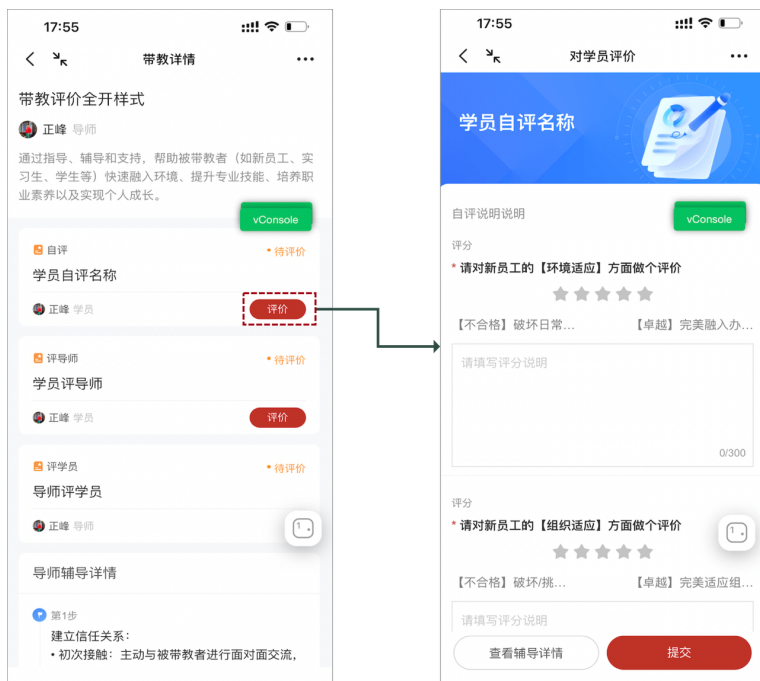 17:55
带教详情
带教评价全开样式
正峰 导师
通过指导、辅导和支持，帮助被带教者（如新员工、实
习生、学生等）快速融入环境、提升专业技能、培养职
业素养以及实现个人成长。
vConsole
自评
待评价
学员自评名称
正峰 学员
评价
评导师
待评价
学员评导师
正峰 学员
评价
评学员
待评价
导师评学员
正峰 导师
1
导师辅导详情
第1步
建立信任关系：
•初次接触：主动与被带教者进行面对面交流，
17:55
对学员评价
学员自评名称
自评说明说明
vConsole
评分
* 请对新员工的【环境适应】方面做个评价
【不合格】破坏日常...
【卓越】完美融入办...
请填写评分说明
0/300
评分
* 请对新员工的【组织适应】方面做个评价
1
【不合格】破坏/挑...
【卓越】完美适应组...
请填写评分说明
查看辅导详情
提交